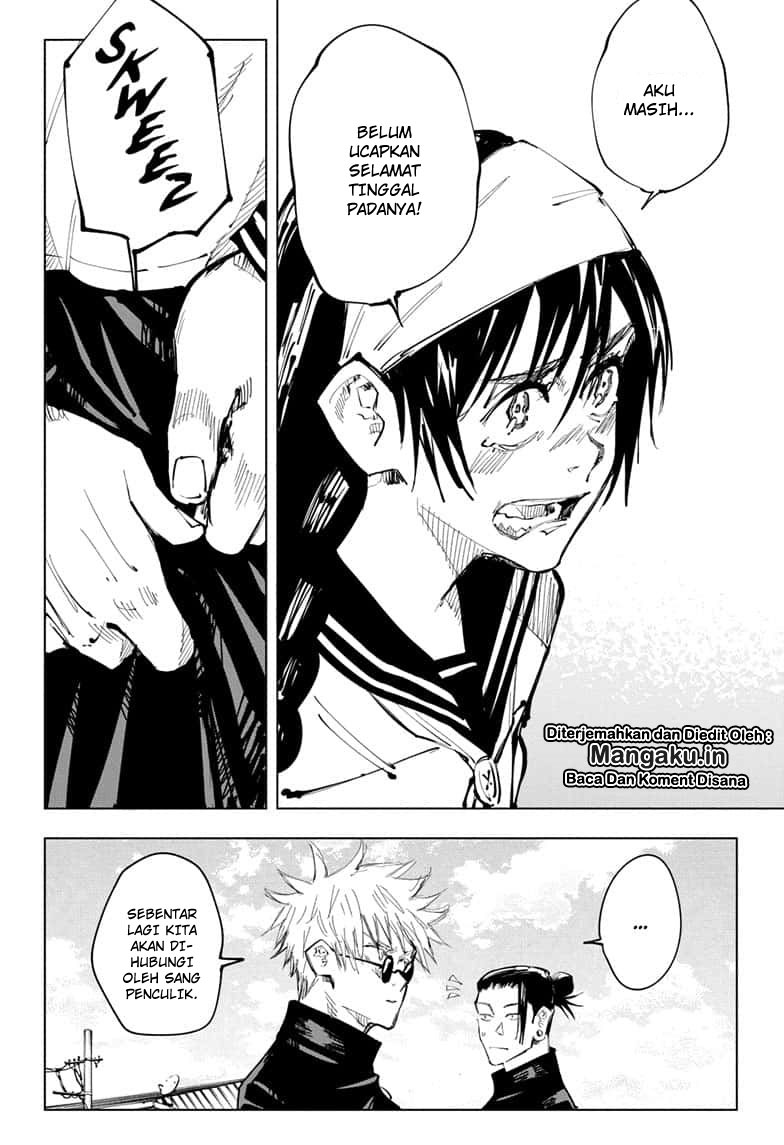 AKU
MASIH...
BELUM
UCAPKAN
SELAMAT
TINGGAL
PADANYA!
SKWEEZ
Diterjemahkan dan Diedit Oleh:
Mangaku.in
Baca Dan Koment Disana
...
SEBENTAR
LAGI KITA
AKAN DI-
HUBUNGI
OLEH SANG
PENCULIK.